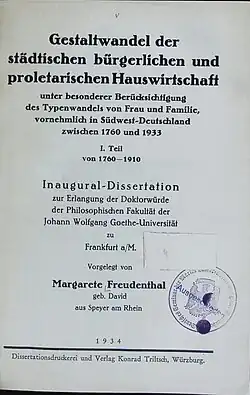 Gestaltwandel der
städtischen bürgerlichen und
proletarischen Hauswirtschaft
unter besonderer Berücksichtigung
des Typenwandels von Frau und Familie,
vornehmlich in Südwest-Deutschland
zwischen 1760 und 1933
I. Teil
von 1760—1910
Inaugural-Dissertation
zur Erlangung der Doktorwürde
der Philosophischen Fakultät der
Johann Wolfgang Goethe-Universität
zu
Frankfurt a/M.
Vorgelegt von
Margarete Freudenthal
geb. David
aus Speyer am Rhein
1934
Dissertationsdruckerei und Verlag Konrad Triltsch, Würzburg.